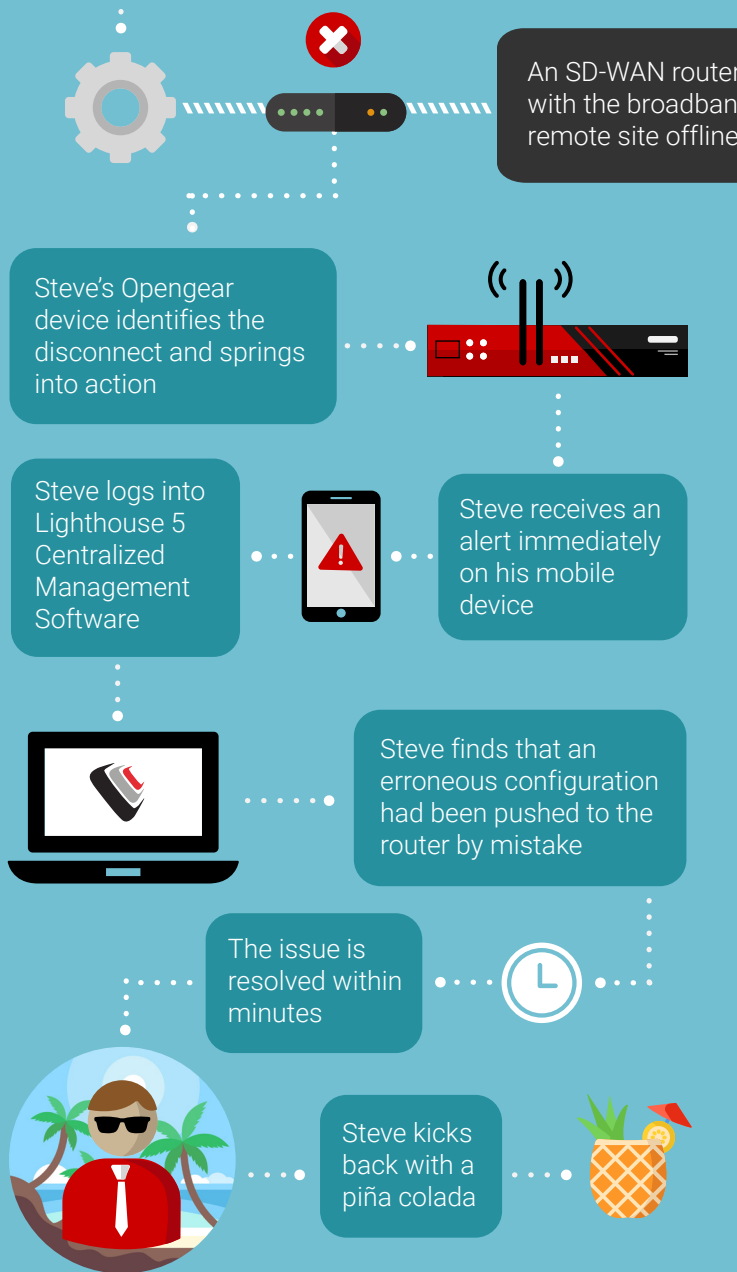 An SD-WAN router
with the
remote site offline
Steve's Opengear
device identifies the
disconnect and springs
into action
Steve receives an
alert immediately
on his mobile
device
Steve logs into
Lighthouse 5
Centralized
Management
Software
Steve finds that an
erroneous configuration
had been pushed to the
router by mistake
The issue is
resolved within
minutes
Steve kicks
back with a
piña colada